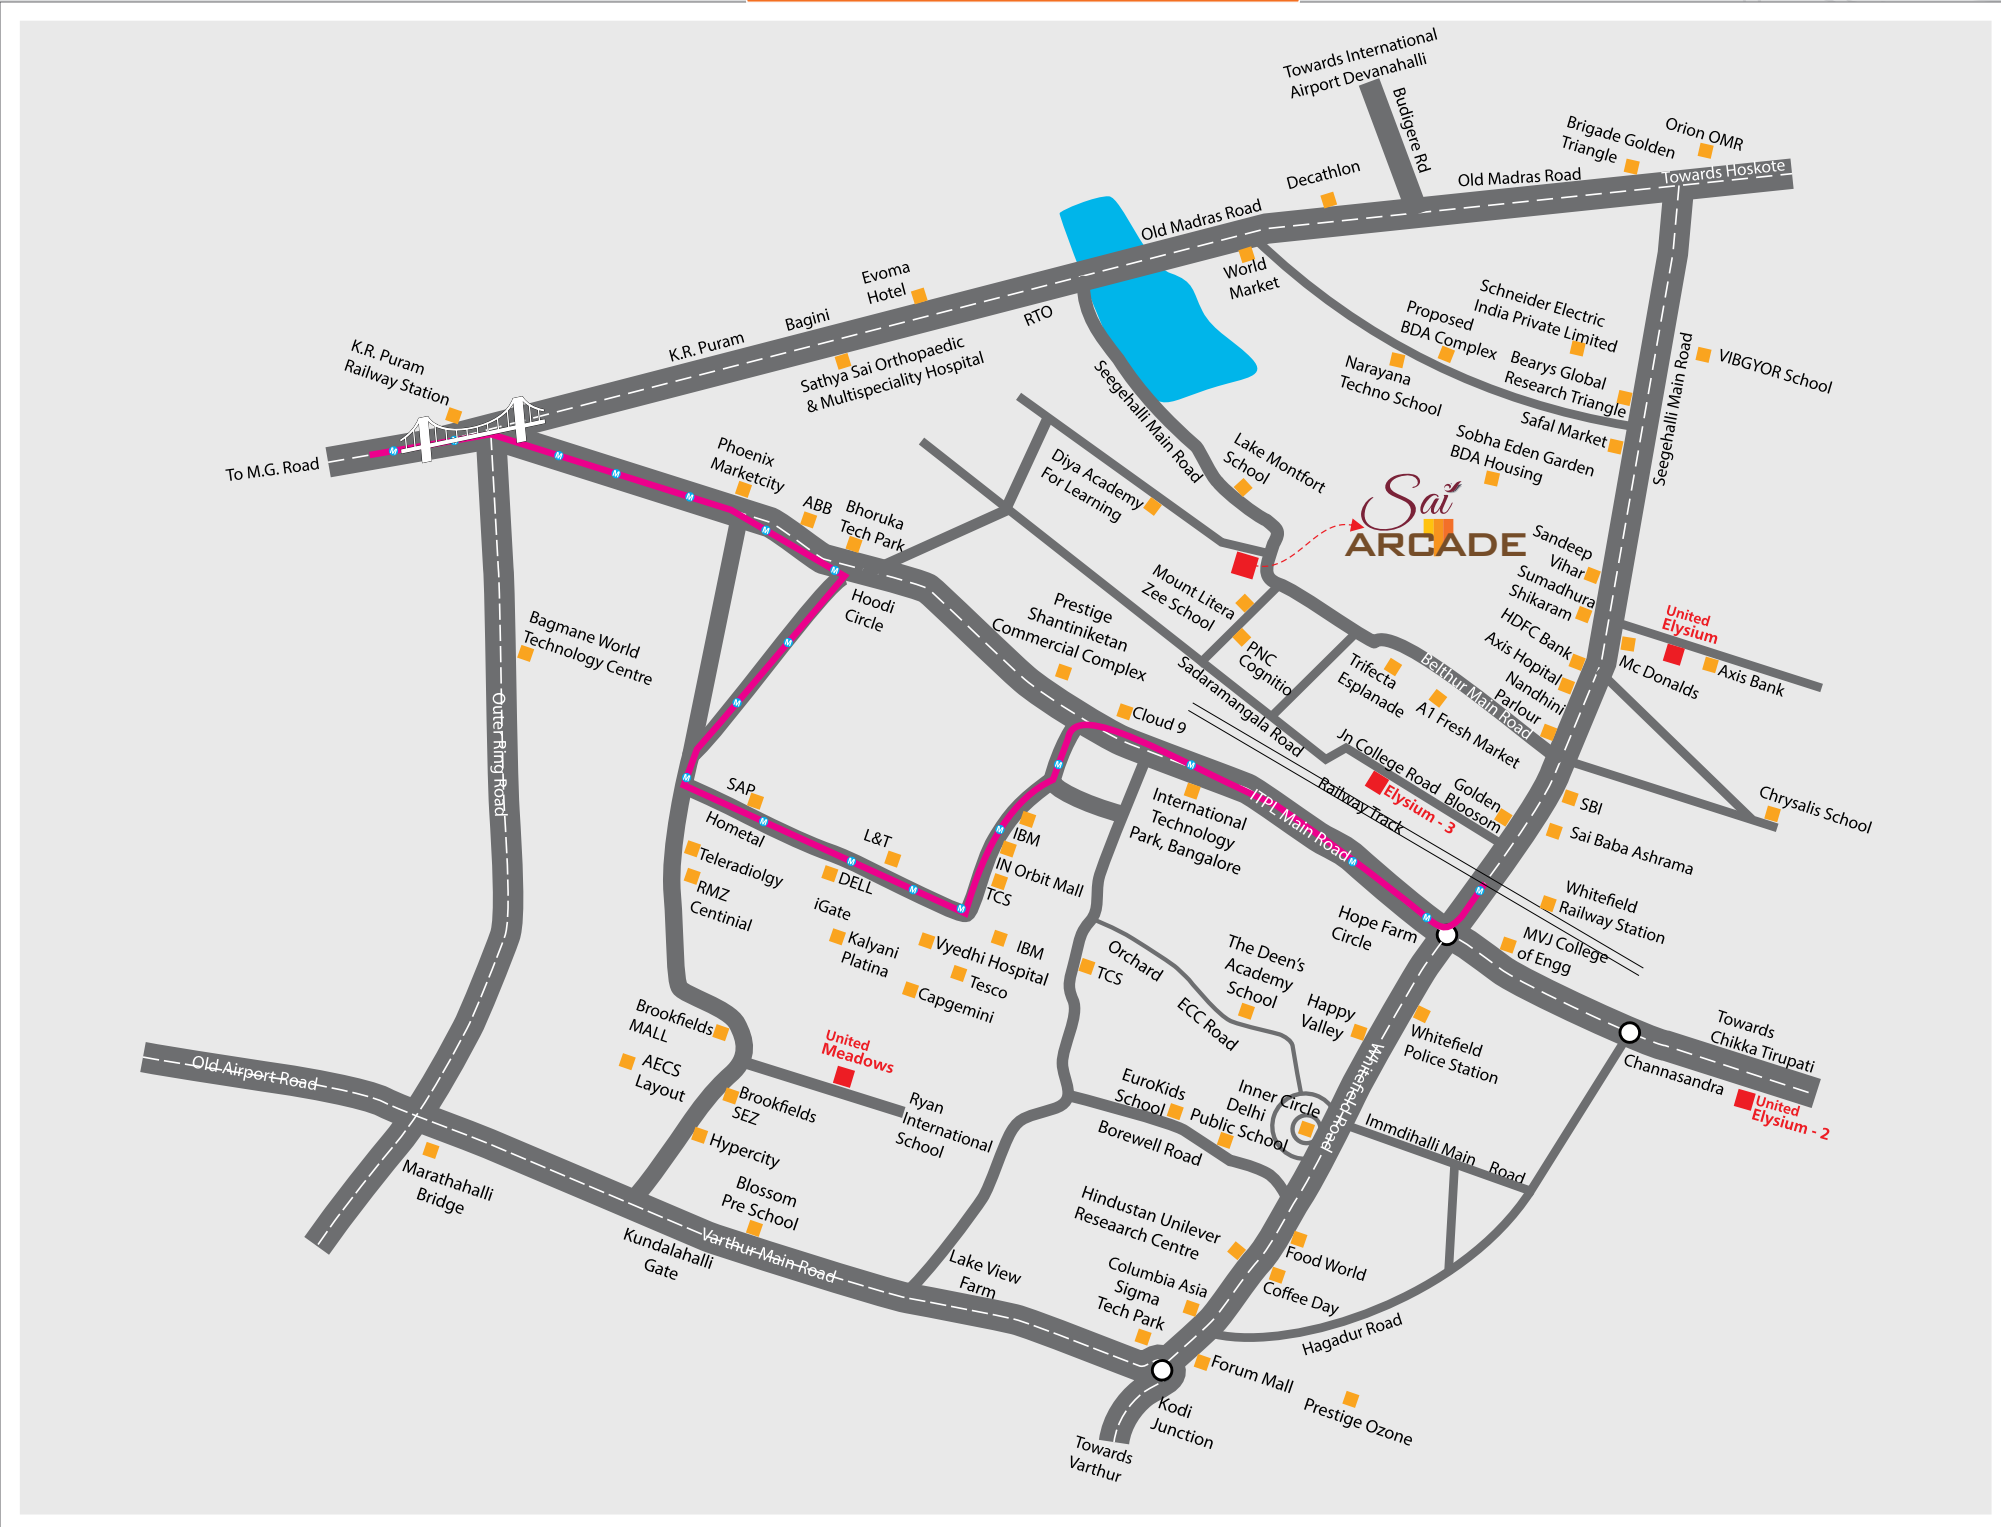 Towards International
Airport Devanahalli
Budigere Rd
Brigade Golden
Triangle
Orion OMR
Towards Hoskote
Old Madras Road
Decathlon
Old Madras Road
World
Market
Evoma
Hotel
Bagini
RTO
K.R. Puram
Sathya Sai Orthopaedic
& Multispeciality Hospital
K.R. Puram
Railway Station
To M.G. Road
Schneider Electric
India Private Limited
Proposed
BDA Complex
Narayana
Techno School
Bearys Global
Research Triangle
Safal Market
Seegehalli Main Road
VIBGYOR School
Sobha Eden Garden
BDA Housing
Seegehalli Main Road
Lake Montfort
School
Diya Academy
For Learning
Sai
ARCADE
Phoenix
Marketcity
ABB
Bhoruka
Tech Park
Hoodi
Circle
Bagmane World
Technology Centre
Outer Ring Road
Prestige
Shantiniketan
Commercial Complex
Mount Litera
Zee School
PNC
Cognitio
Sadaramangala Road
Trifecta
Esplanade
A1 Fresh Market
Belthur Main Road
Sandeep
Vihar
Sumadhura
Shikaram
HDFC Bank
Axis Hopital
Nandhini
Parlour
United
Elysium
Mc Donalds
Axis Bank
Cloud 9
Jn College Road
Elysium - 3
Golden
Bloosom
Railway Track
ITPL Main Road
International
Technology
Park, Bangalore
SBI
Sai Baba Ashrama
Chrysalis School
Whitefield
Railway Station
MVJ College
of Engg
Hope Farm
Circle
SAP
Hometal
L&T
Teleradiolgy
RMZ
Centinial
DELL
iGate
Kalyani
Platina
Vyedhi Hospital
Tesco
Capgemini
IBM
IN Orbit Mall
TCS
IBM
TCS
Orchard
ECC Road
The Deen's
Academy
School
Happy
Valley
Whitefield
Police Station
Towards
Chikka Tirupati
Channasandra
United
Elysium - 2
Brookfields
MALL
AECS
Layout
United
Meadows
Brookfields
SEZ
Ryan
International
School
Hypercity
Blossom
Pre School
Old Airport Road
Marathahalli
Bridge
Kundalahalli
Gate
Varthur Main Road
Lake View
Farm
EuroKids
School
Inner Circle
Delhi
Public School
Borewell Road
Whitefield Road
Immdihalli Main Road
Hindustan Unilever
Reseaarch Centre
Columbia Asia
Sigma
Tech Park
Food World
Coffee Day
Hagadur Road
Forum Mall
Prestige Ozone
Kodi
Junction
Towards
Varthur